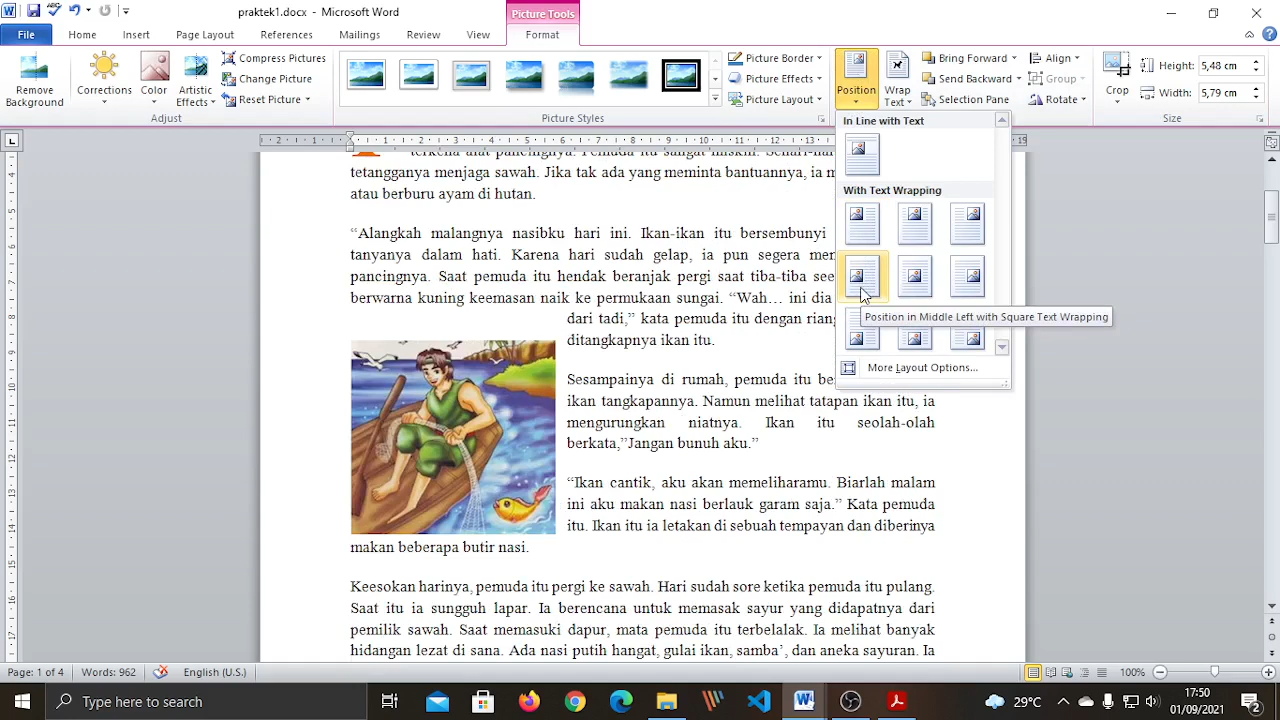 praktek1.docx - Microsoft Word
Picture Tools
File Home Insert Page Layout References Mailings Review View Format
Remove Background
Corrections
Color
Artistic Effects
Compress Pictures
Change Picture
Reset Picture
Adjust
Picture Styles
Picture Border
Picture Effects
Picture Layout
Position
Wrap Text
Bring Forward
Send Backward
Selection Pane
Align
Group
Rotate
Crop
Height: 5,48 cm
Width: 5,79 cm
Size
In Line with Text
With Text Wrapping
Position in Middle Left with Square Text Wrapping
More Layout Options...
tetangganya menjaga sawah. Jika tak ada yang meminta bantuannya, ia
atau berburu ayam di hutan.
“Alangkah malangnya nasibku hari ini. Ikan-ikan itu bersembunyi
tanyanya dalam hati. Karena hari sudah gelap, ia pun segera
pancingnya. Saat pemuda itu hendak beranjak pergi saat tiba-tiba
berwarna kuning keemasan naik ke permukaan sungai. “Wah… ini dia
dari tadi,” kata pemuda itu dengan
ditangkapnya ikan itu.
Sesampainya di rumah, pemuda itu
ikan tangkapannya. Namun melihat tatapan ikan itu, ia
mengurungkan niatnya. Ikan itu seolah-olah
berkata,”Jangan bunuh aku.”
“Ikan cantik, aku akan memeliharamu. Biarlah malam
ini aku makan nasi berlauk garam saja.” Kata pemuda
itu. Ikan itu ia letakan di sebuah tempayan dan diberinya
makan beberapa butir nasi.
Keesokan harinya, pemuda itu pergi ke sawah. Hari sudah sore ketika pemuda itu pulang.
Saat itu ia sungguh lapar. Ia berencana untuk memasak sayur yang didapatnya dari
pemilik sawah. Saat memasuki dapur, mata pemuda itu terbelalak. Ia melihat banyak
hidangan lezat di sana. Ada nasi putih hangat, gulai ikan, samba’, dan aneka sayuran. Ia
Page: 1 of 4 Words: 962 English (U.S.) 100%
Type here to search
29°C
17:50
01/09/2021
2